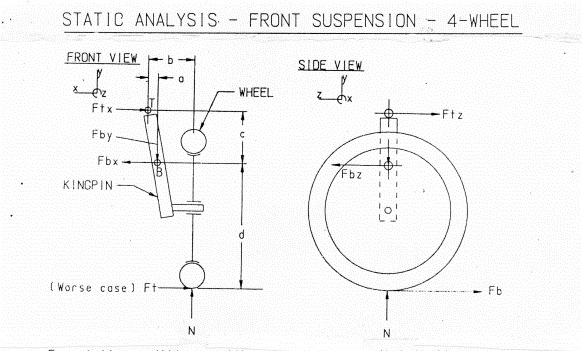 STATIC ANALYSIS - FRONT SUSPENSION - 4-WHEEL
FRONT VIEW
b
a
y
x
z
T
Ftx
WHEEL
Fby
c
Fbx
B
KINGPIN
d
(Worse case) Ft
N
SIDE VIEW
y
z
x
Ftz
Fbz
Fb
N